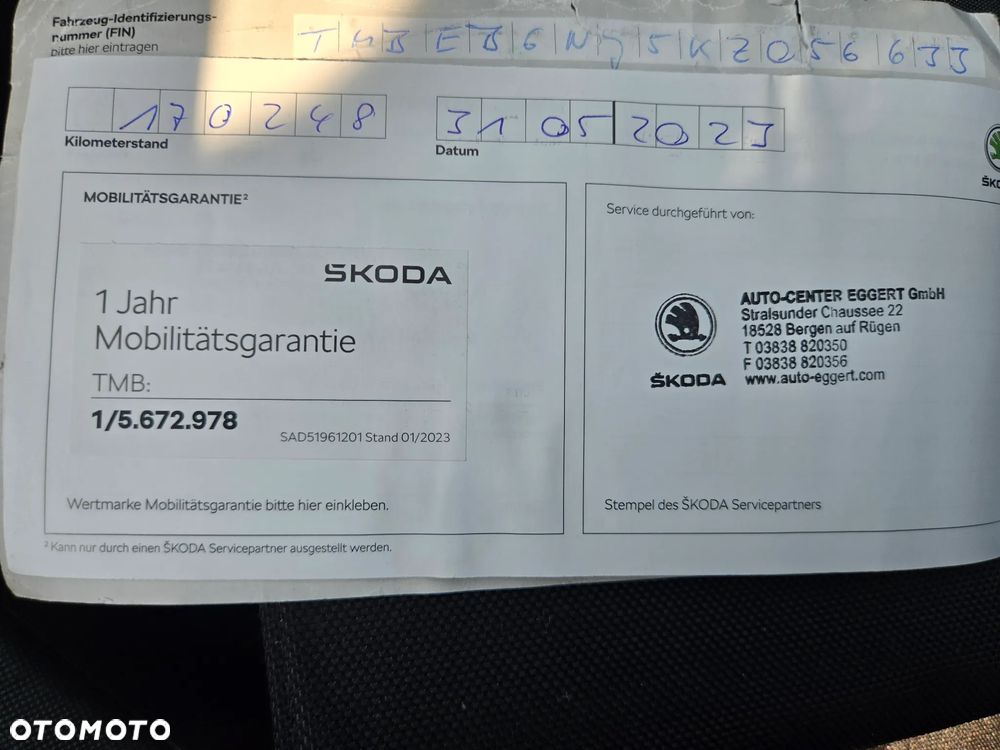 Fahrzeug-Identifizierungs-
nummer (FIN)
bitte hier eintragen
TMBEB6NJ5KZ056633
170248
Kilometerstand
31 05 2023
Datum
MOBILITÄTSGARANTIE²
ŠKODA
1 Jahr
Mobilitätsgarantie
TMB:
1/5.672.978
SAD51961201 Stand 01/2023
Wertmarke Mobilitätsgarantie bitte hier einkleben.
² Kann nur durch einen ŠKODA Servicepartner ausgestellt werden.
Service durchgeführt von:
ŠKODA
AUTO-CENTER EGGERT GmbH
Stralsunder Chaussee 22
18528 Bergen auf Rügen
T 03838 820350
F 03838 820356
www.auto-eggert.com
Stempel des ŠKODA Servicepartners
OTOMOTO